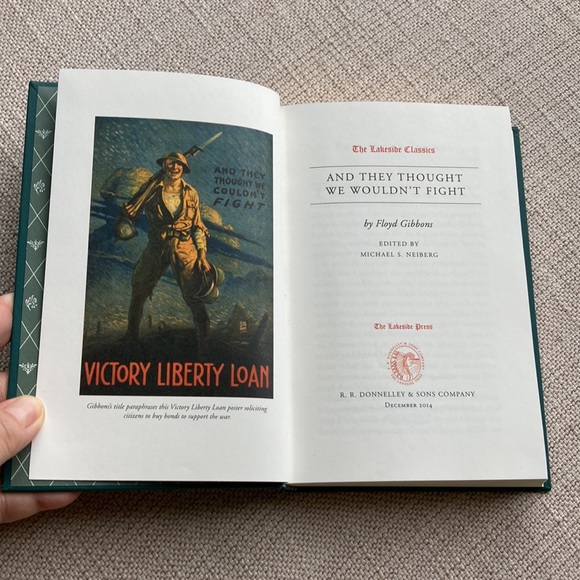 AND THEY
THOUGHT WE
COULDN'T
FIGHT
VICTORY LIBERTY LOAN
Gibbons's title paraphrases this Victory Liberty Loan poster soliciting
citizens to buy bonds to support the war.
The Lakeside Classics
AND THEY THOUGHT
WE WOULDN'T FIGHT
by Floyd Gibbons
EDITED BY
MICHAEL S. NEIBERG
The Lakeside Press
R. R. DONNELLEY & SONS COMPANY
DECEMBER 2014